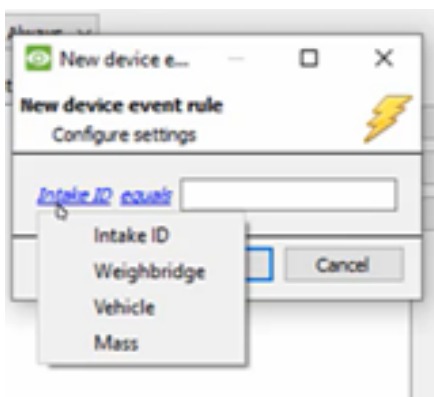 New device e...
New device event rule
Configure settings
Intake ID equals
Intake ID
Weighbridge
Vehicle
Mass
Cancel